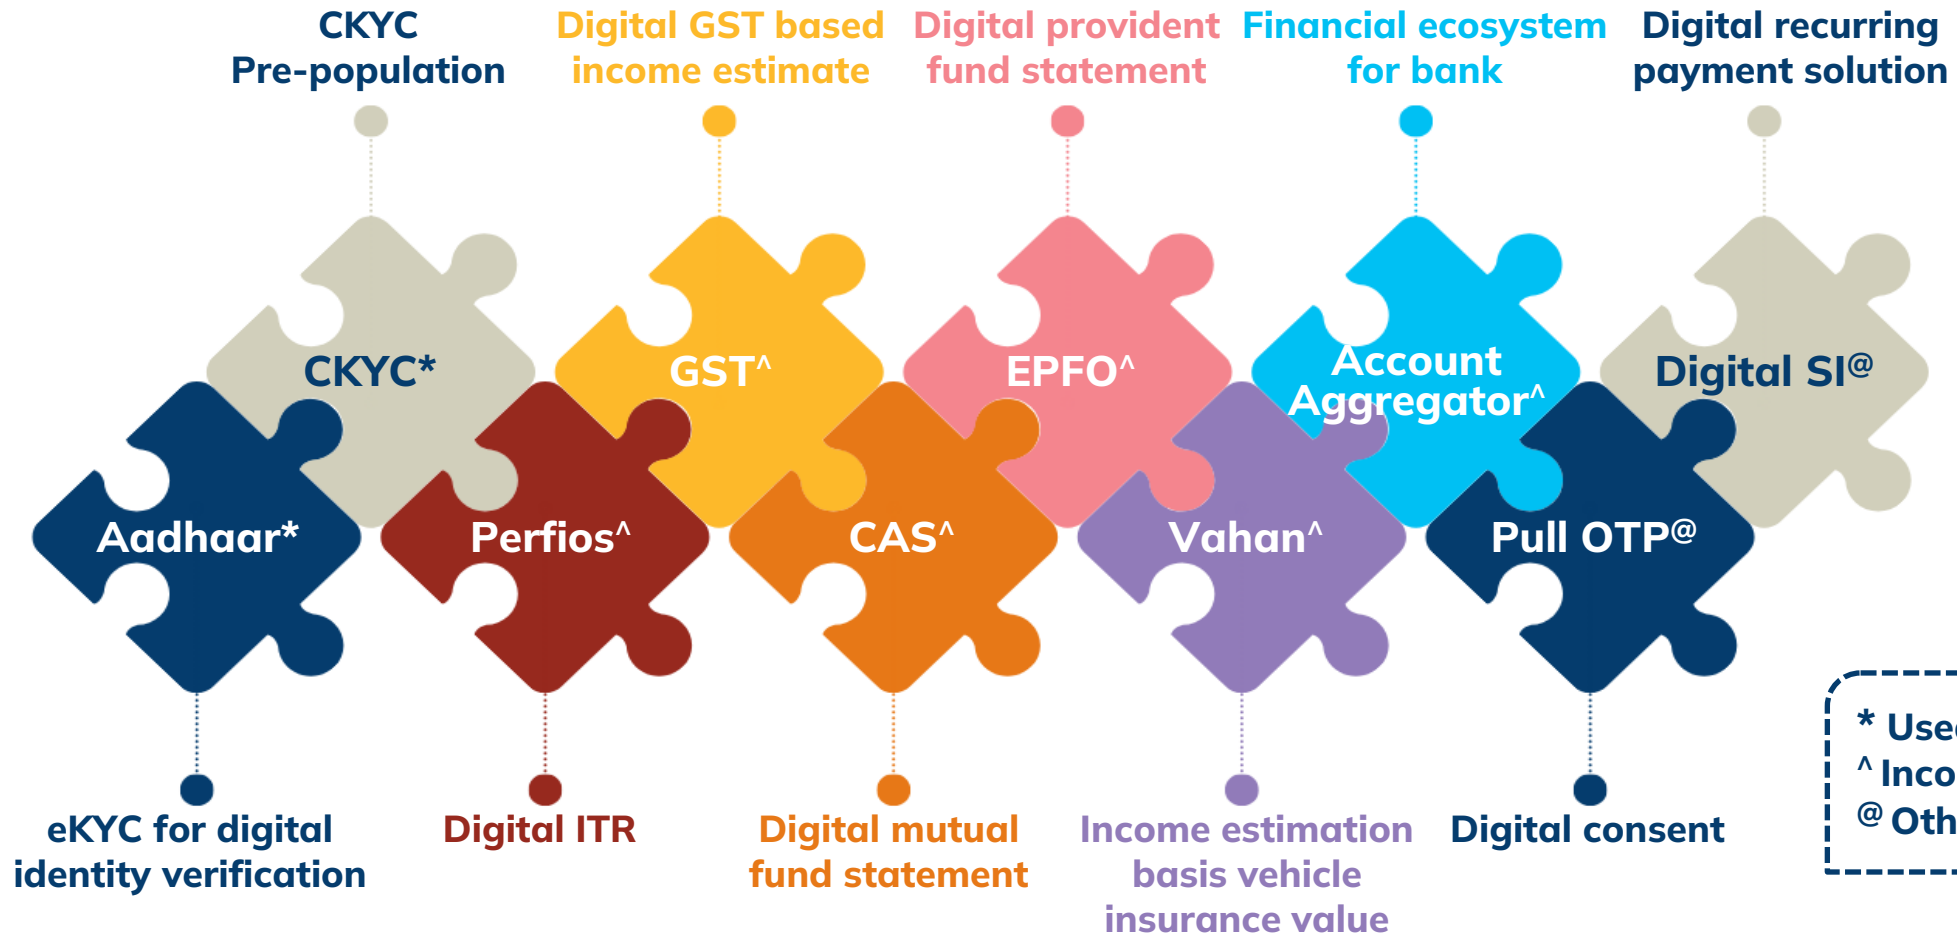 CKYC
Pre-population
Digital GST based
income estimate
Digital provident
fund statement
Financial ecosystem
for bank
Digital recurring
payment solution
CKYC*
GST^
EPFO^
Account
Aggregator^
Digital SI@
Aadhaar*
Perfios^
CAS^
Vahan^
Pull OTP@
eKYC for digital
identity verification
Digital ITR
Digital mutual
fund statement
Income estimation
basis vehicle
insurance value
Digital consent
*
^
@